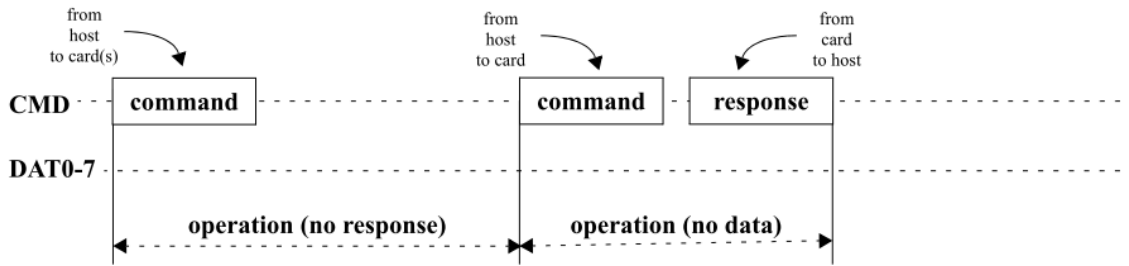 from
host
to card(s)
from
host
to card
from
card
to host
CMD
command
command
response
DAT0-7
operation (no response)
operation (no data)